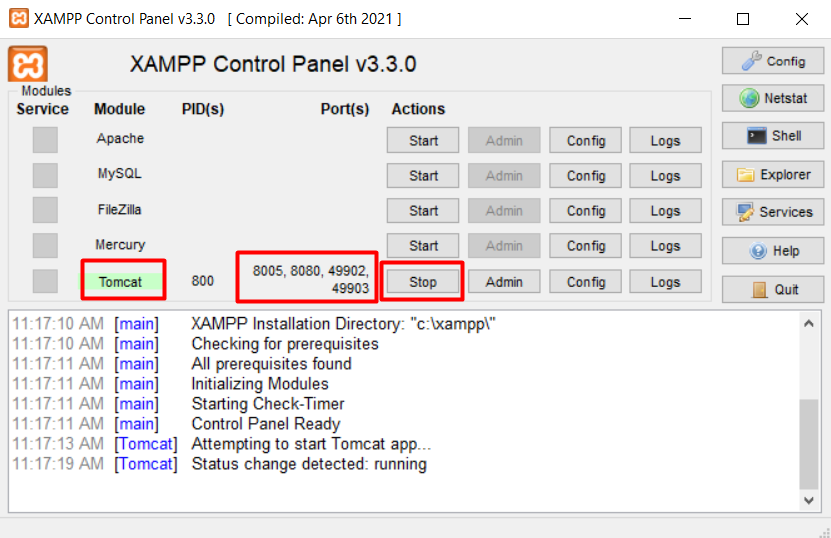 XAMPP Control Panel v3.3.0 [ Compiled: Apr 6th 2021 ]
XAMPP Control Panel v3.3.0
Config
Modules
Service Module PID(s) Port(s) Actions
Netstat
Apache Start Admin Config Logs
Shell
MySQL Start Admin Config Logs
Explorer
FileZilla Start Admin Config Logs
Services
Mercury Start Admin Config Logs
Help
Tomcat 800 8005, 8080, 49902,
49903 Stop Admin Config Logs
Quit
11:17:10 AM [main] XAMPP Installation Directory: "c:\xampp\"
11:17:10 AM [main] Checking for prerequisites
11:17:11 AM [main] All prerequisites found
11:17:11 AM [main] Initializing Modules
11:17:11 AM [main] Starting Check-Timer
11:17:11 AM [main] Control Panel Ready
11:17:13 AM [Tomcat] Attempting to start Tomcat app...
11:17:19 AM [Tomcat] Status change detected: running